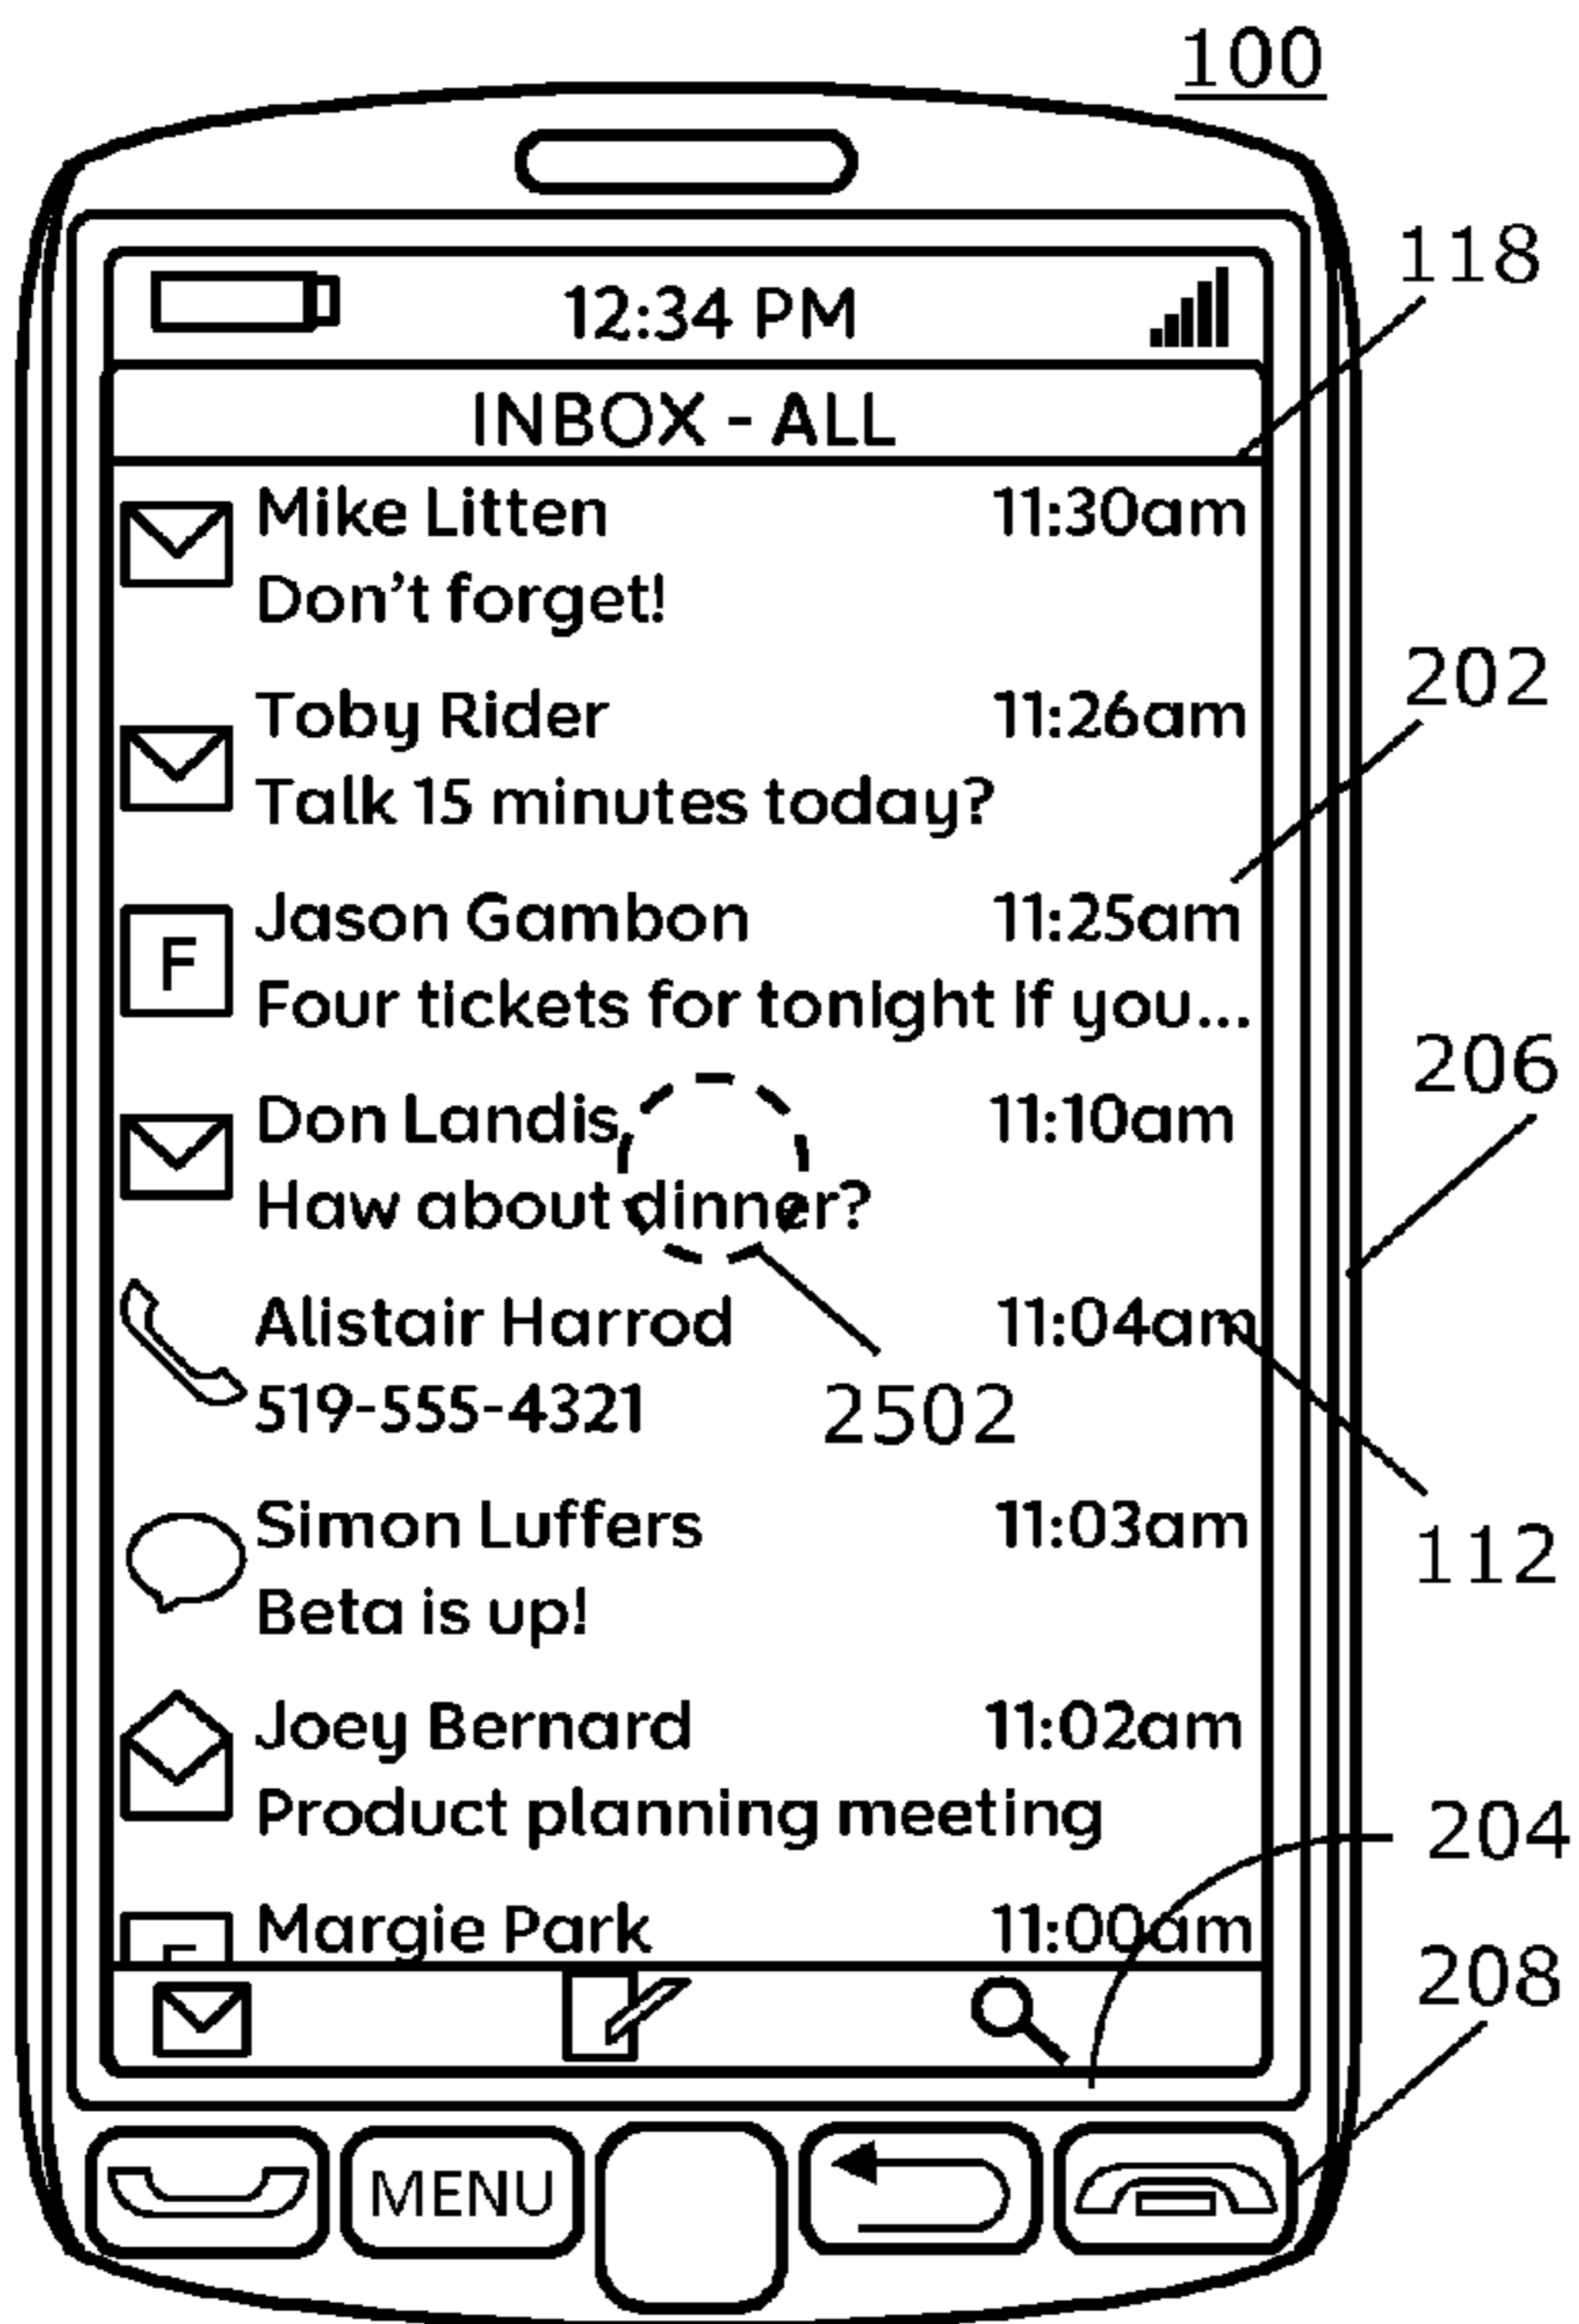 100
118
12:34 PM
INBOX - ALL
Mike Litten 11:30am
Don't forget!
202
Toby Rider 11:26am
Talk 15 minutes today?
Jason Gambon 11:25am
F
Four tickets for tonight if you...
206
Don Landis 11:10am
Haw about dinner?
Alistair Harrod 11:04am
519-555-4321
2502
112
Simon Luffers 11:03am
Beta is up!
Joey Bernard 11:02am
Product planning meeting
204
Margie Park 11:00am
208
MENU